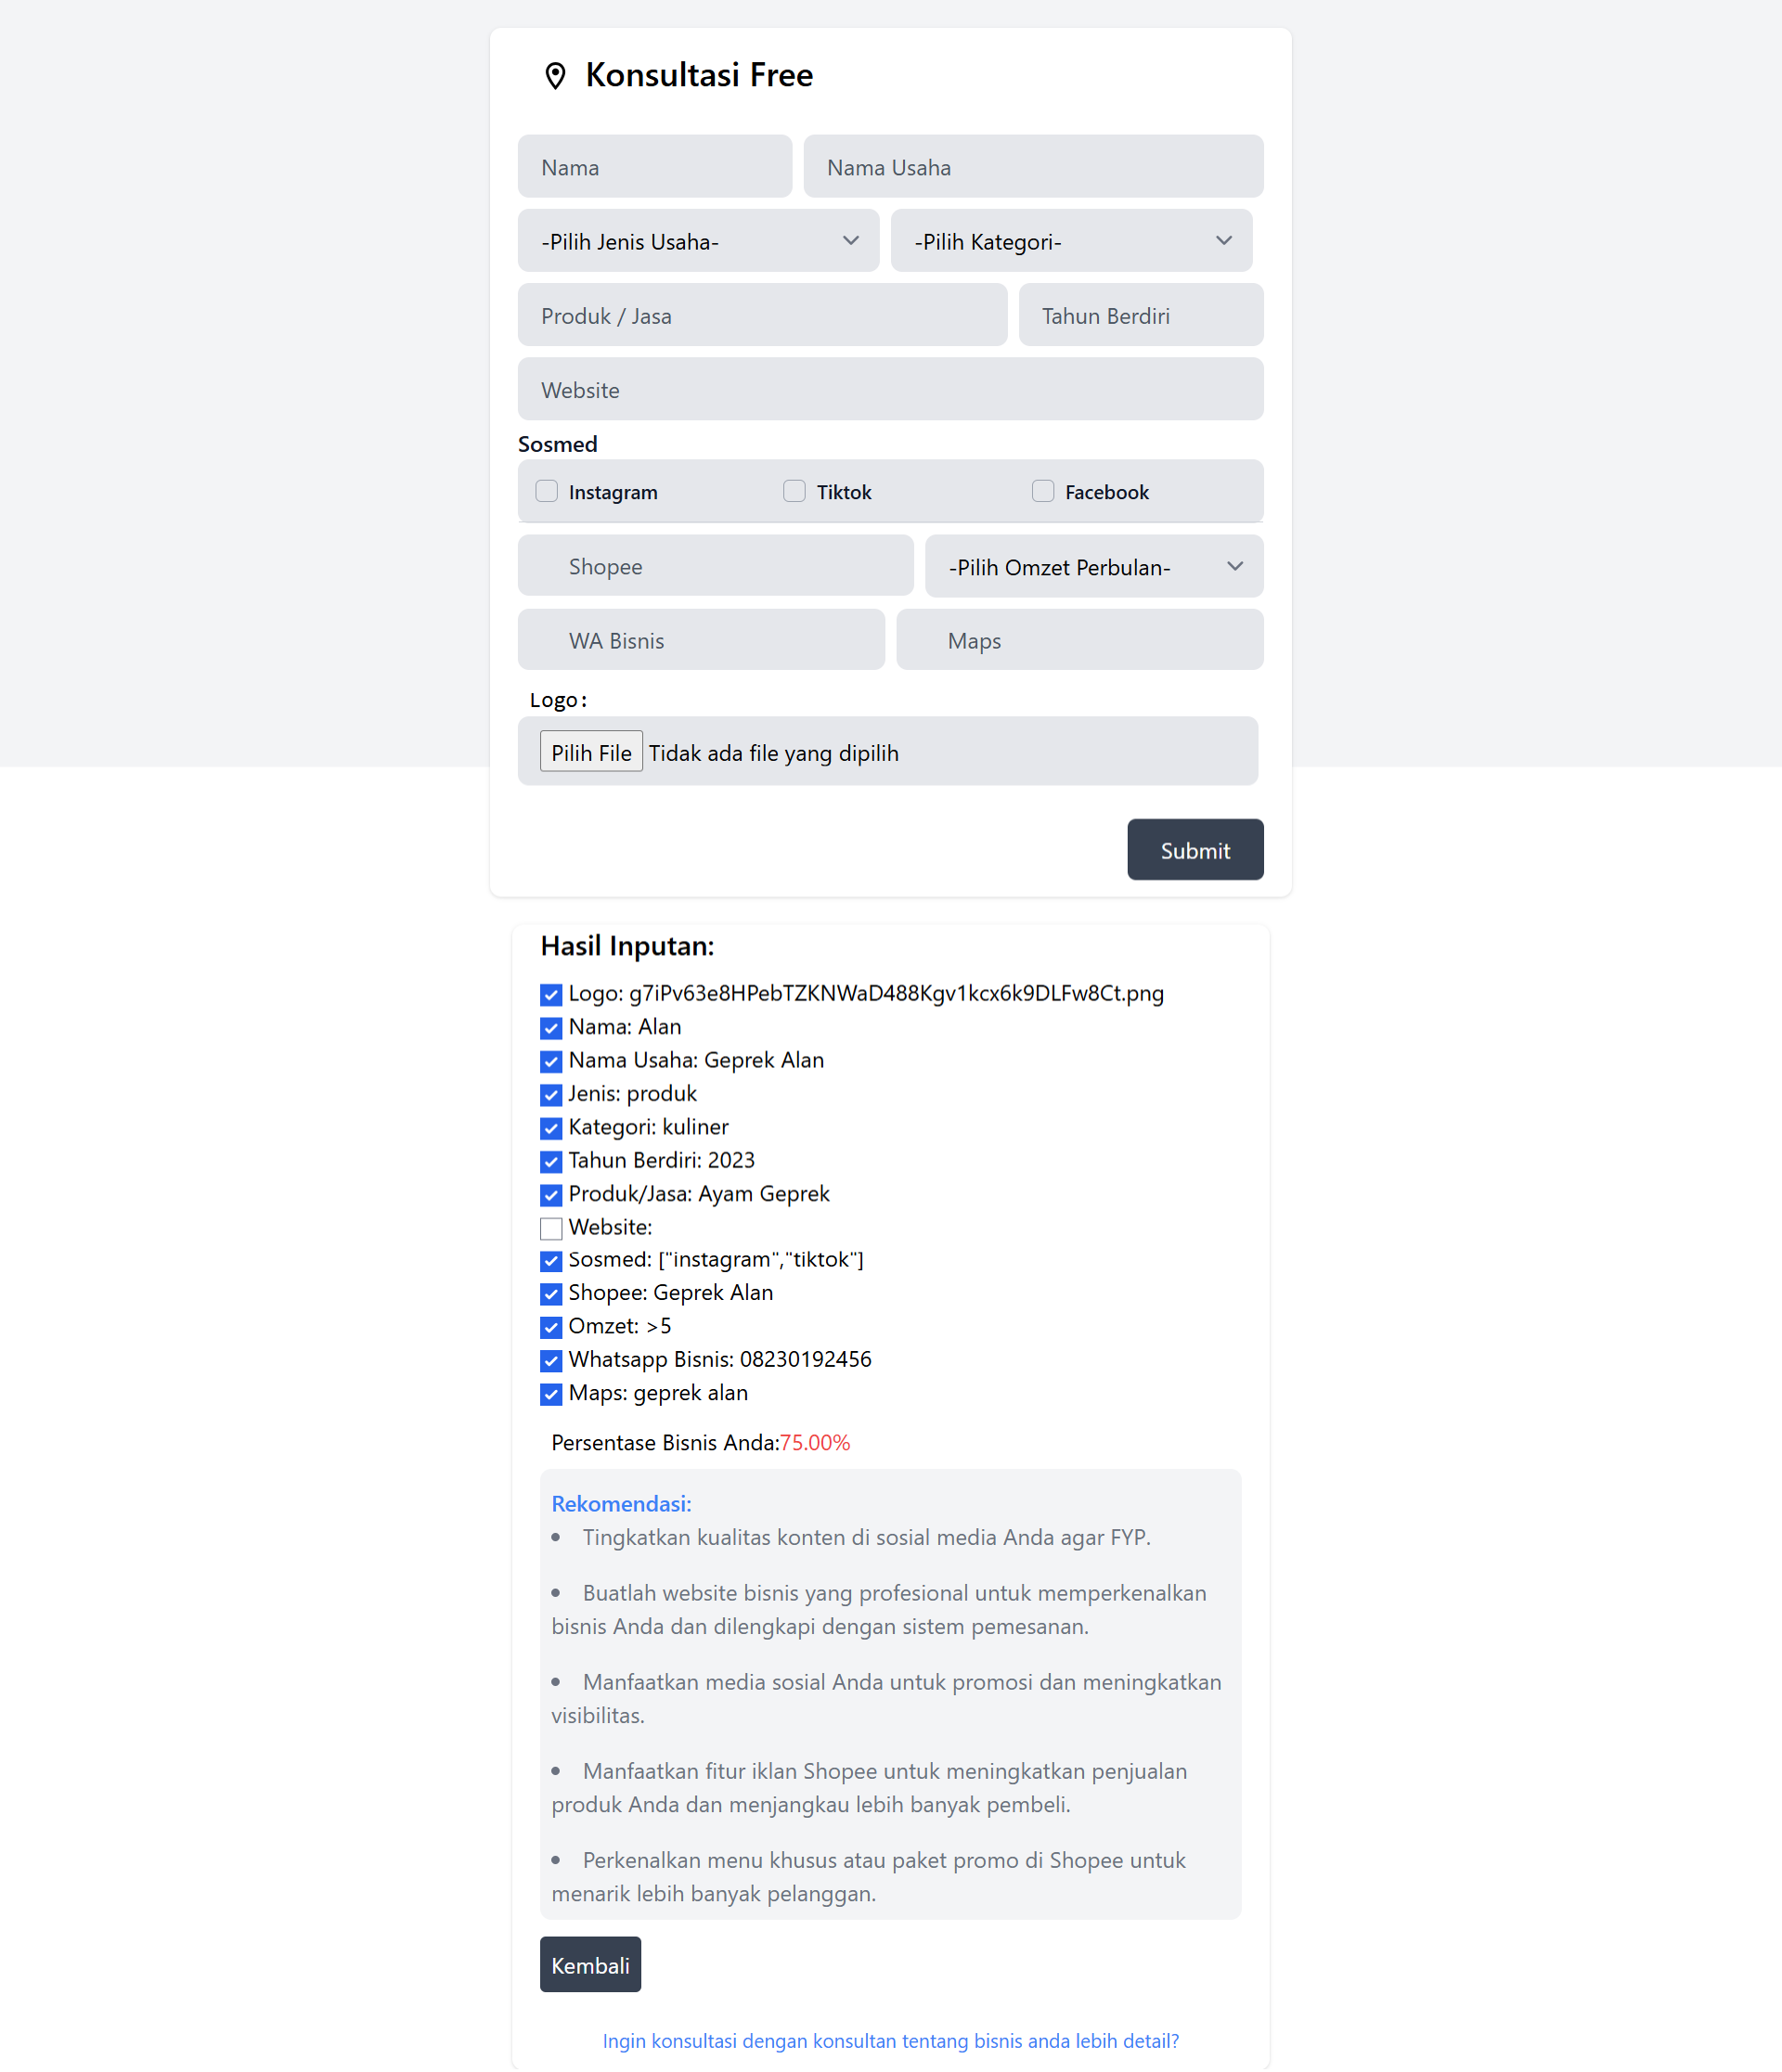 Konsultasi Free
Nama
Nama Usaha
-Pilih Jenis Usaha-
-Pilih Kategori-
Produk / Jasa
Tahun Berdiri
Website
Sosmed
Instagram
Tiktok
Facebook
Shopee
-Pilih Omzet Perbulan-
WA Bisnis
Maps
Logo:
Pilih File Tidak ada file yang dipilih
Submit
Hasil Inputan:
Logo: g7iPv63e8HPebTZKNWaD488Kgv1kcx6k9DLFw8Ct.png
Nama: Alan
Nama Usaha: Geprek Alan
Jenis: produk
Kategori: kuliner
Tahun Berdiri: 2023
Produk/Jasa: Ayam Geprek
Website:
Sosmed: ["instagram","tiktok"]
Shopee: Geprek Alan
Omzet: >5
Whatsapp Bisnis: 08230192456
Maps: geprek alan
Persentase Bisnis Anda:75.00%
Rekomendasi:
• Tingkatkan kualitas konten di sosial media Anda agar FYP.
• Buatlah website bisnis yang profesional untuk memperkenalkan
bisnis Anda dan dilengkapi dengan sistem pemesanan.
• Manfaatkan media sosial Anda untuk promosi dan meningkatkan
visibilitas.
• Manfaatkan fitur iklan Shopee untuk meningkatkan penjualan
produk Anda dan menjangkau lebih banyak pembeli.
• Perkenalkan menu khusus atau paket promo di Shopee untuk
menarik lebih banyak pelanggan.
Kembali
Ingin konsultasi dengan konsultan tentang bisnis anda lebih detail?